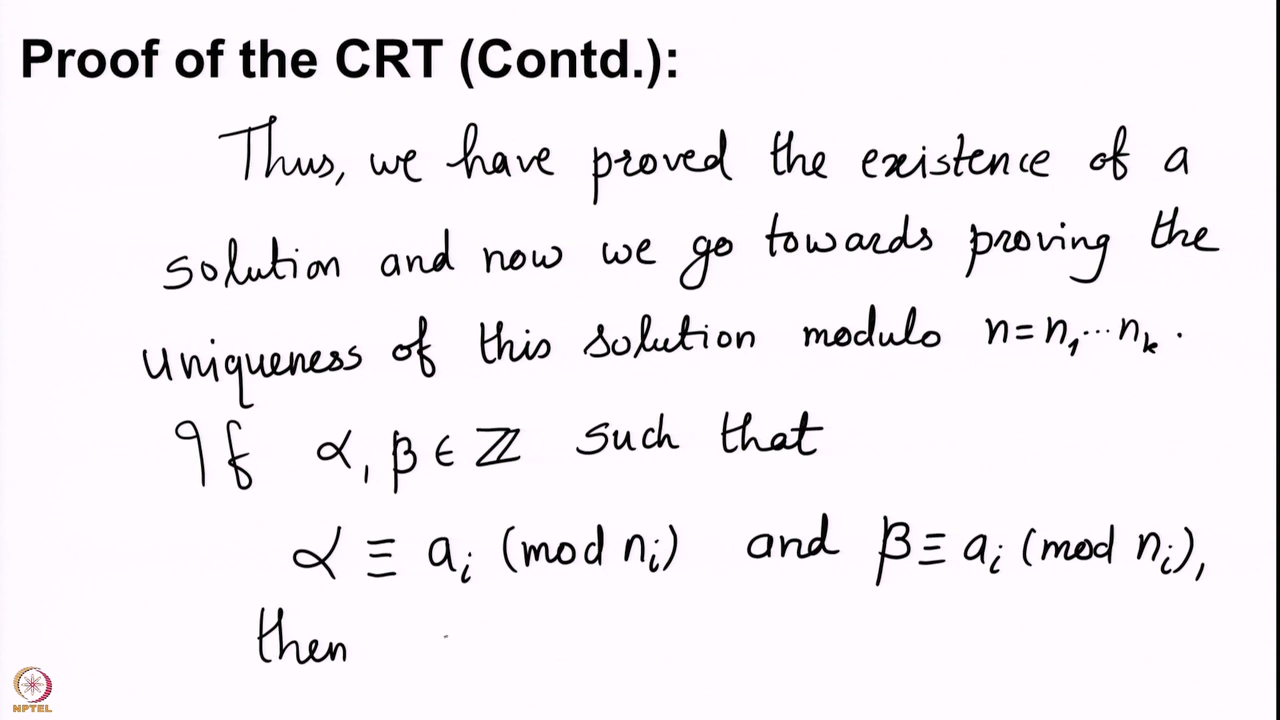 Proof of the CRT (Contd.):
Thus, we have proved the existence of a
solution and now we go towards proving the
uniqueness of this solution modulo n=n₁⋯nₖ.
If α, β ∈ ℤ such that
α ≡ aᵢ (mod nᵢ) and β ≡ aᵢ (mod nᵢ),
then
NPTEL